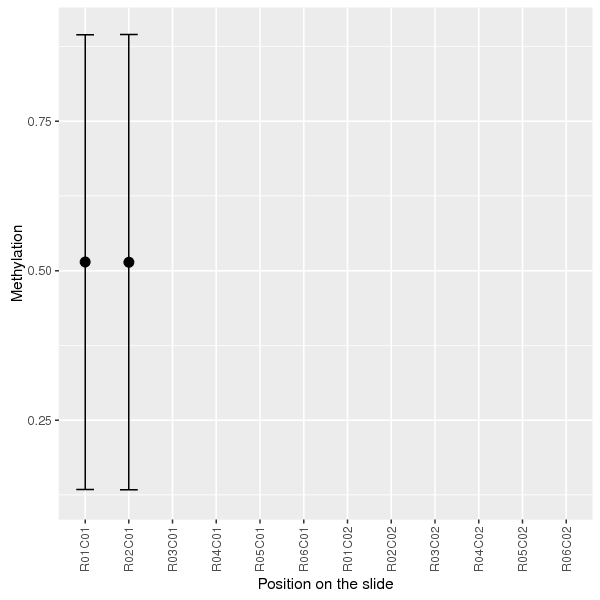 Methylation
0.75
0.50
0.25
R01C01
R02C01
R03C01
R04C01
R05C01
R06C01
R01C02
R02C02
R03C02
R04C02
R05C02
R06C02
Position on the slide